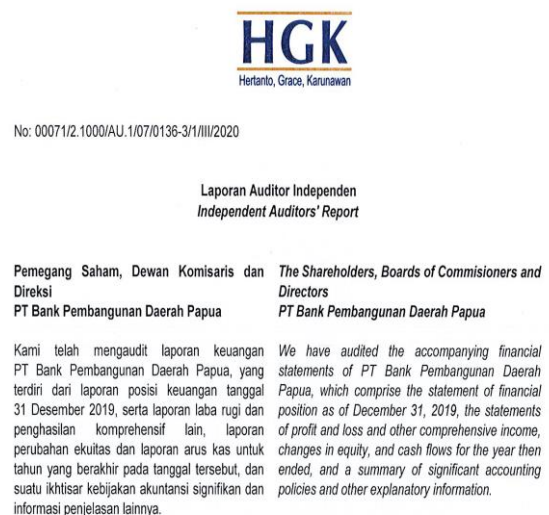 HGK
Hertanto, Grace, Karunawan
No: 00071/2.1000/AU.1/07/0136-3/1/III/2020
Laporan Auditor Independen
Independent Auditors' Report
Pemegang Saham, Dewan Komisaris dan
Direksi
PT Bank Pembangunan Daerah Papua
Kami telah mengaudit laporan keuangan
PT Bank Pembangunan Daerah Papua, yang
terdiri dari laporan posisi keuangan tanggal
31 Desember 2019, serta laporan laba rugi dan
penghasilan komprehensif lain, laporan
perubahan ekuitas dan laporan arus kas untuk
tahun yang berakhir pada tanggal tersebut, dan
suatu ikhtisar kebijakan akuntansi signifikan dan
informasi penjelasan lainnya.
The Shareholders, Boards of Commisioners and
Directors
PT Bank Pembangunan Daerah Papua
We have audited the accompanying financial
statements of PT Bank Pembangunan Daerah
Papua, which comprise the statement of financial
position as of December 31, 2019, the statements
of profit and loss and other comprehensive income,
changes in equity, and cash flows for the year then
ended, and a summary of significant accounting
policies and other explanatory information.